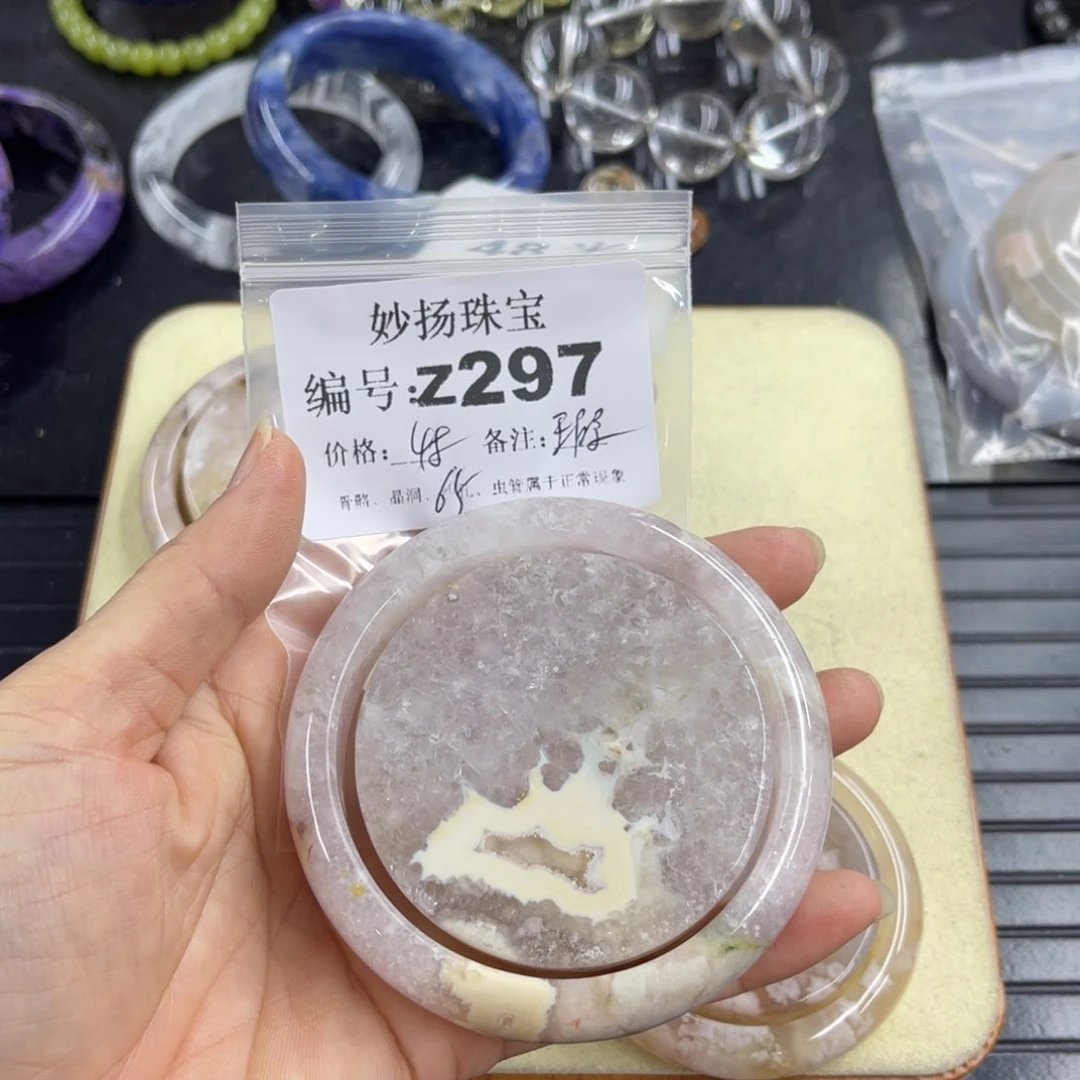 妙扬珠宝
编号:z297
价格: 48 备注:
骨骼、晶洞、 、虫管属于正常现象